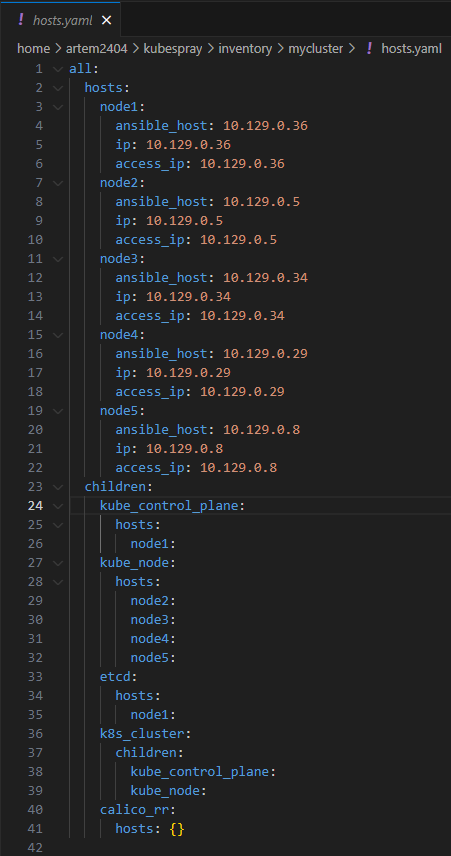 ! hosts.yaml ×
home > artem2404 > kubespray > inventory > mycluster > ! hosts.yaml
1 all:
2   hosts:
3     node1:
4       ansible_host: 10.129.0.36
5       ip: 10.129.0.36
6       access_ip: 10.129.0.36
7     node2:
8       ansible_host: 10.129.0.5
9       ip: 10.129.0.5
10       access_ip: 10.129.0.5
11     node3:
12       ansible_host: 10.129.0.34
13       ip: 10.129.0.34
14       access_ip: 10.129.0.34
15     node4:
16       ansible_host: 10.129.0.29
17       ip: 10.129.0.29
18       access_ip: 10.129.0.29
19     node5:
20       ansible_host: 10.129.0.8
21       ip: 10.129.0.8
22       access_ip: 10.129.0.8
23   children:
24     kube_control_plane:
25       hosts:
26         node1:
27     kube_node:
28       hosts:
29         node2:
30         node3:
31         node4:
32         node5:
33     etcd:
34       hosts:
35         node1:
36     k8s_cluster:
37       children:
38         kube_control_plane:
39         kube_node:
40     calico_rr:
41       hosts: {}
42